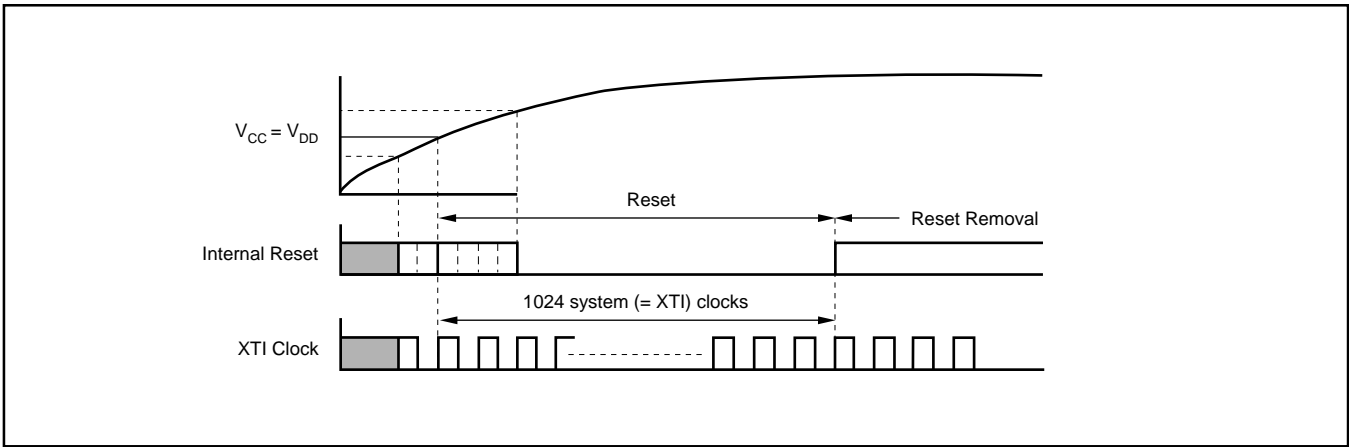 V_CC = V_DD
Reset
Reset Removal
Internal Reset
1024 system (= XTI) clocks
XTI Clock